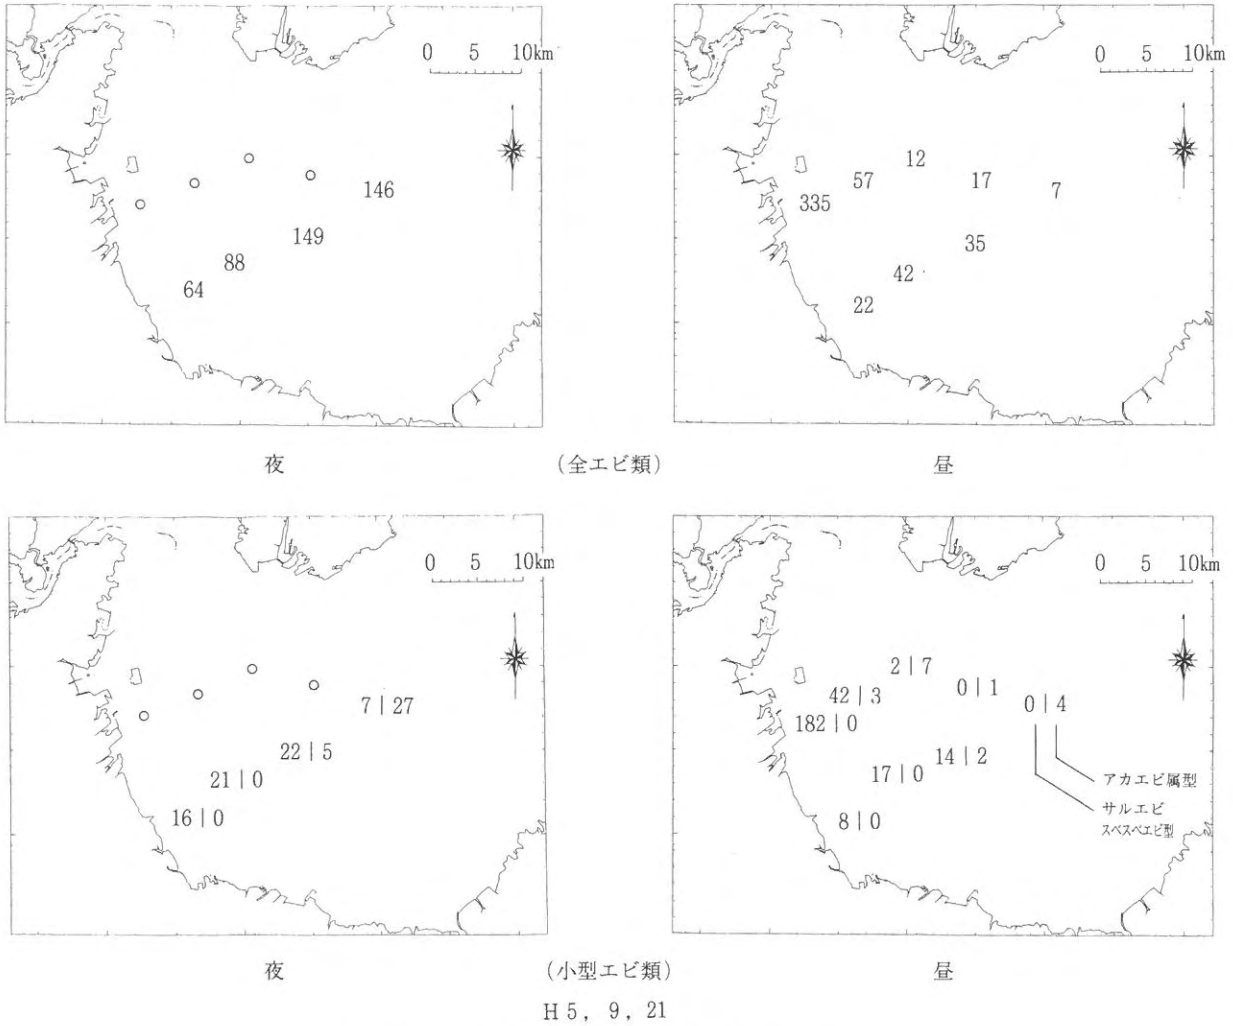 0 5 10km
146
149
88
64
0 5 10km
12
57
17
7
335
35
42
22
夜
(全エビ類)
昼
0 5 10km
7 | 27
22 | 5
21 | 0
16 | 0
0 5 10km
2 | 7
0 | 1
42 | 3
0 | 4
182 | 0
14 | 2
17 | 0
8 | 0
アカエビ属型
サルエビ
スベスベエビ型
夜
(小型エビ類)
昼
H 5, 9, 21